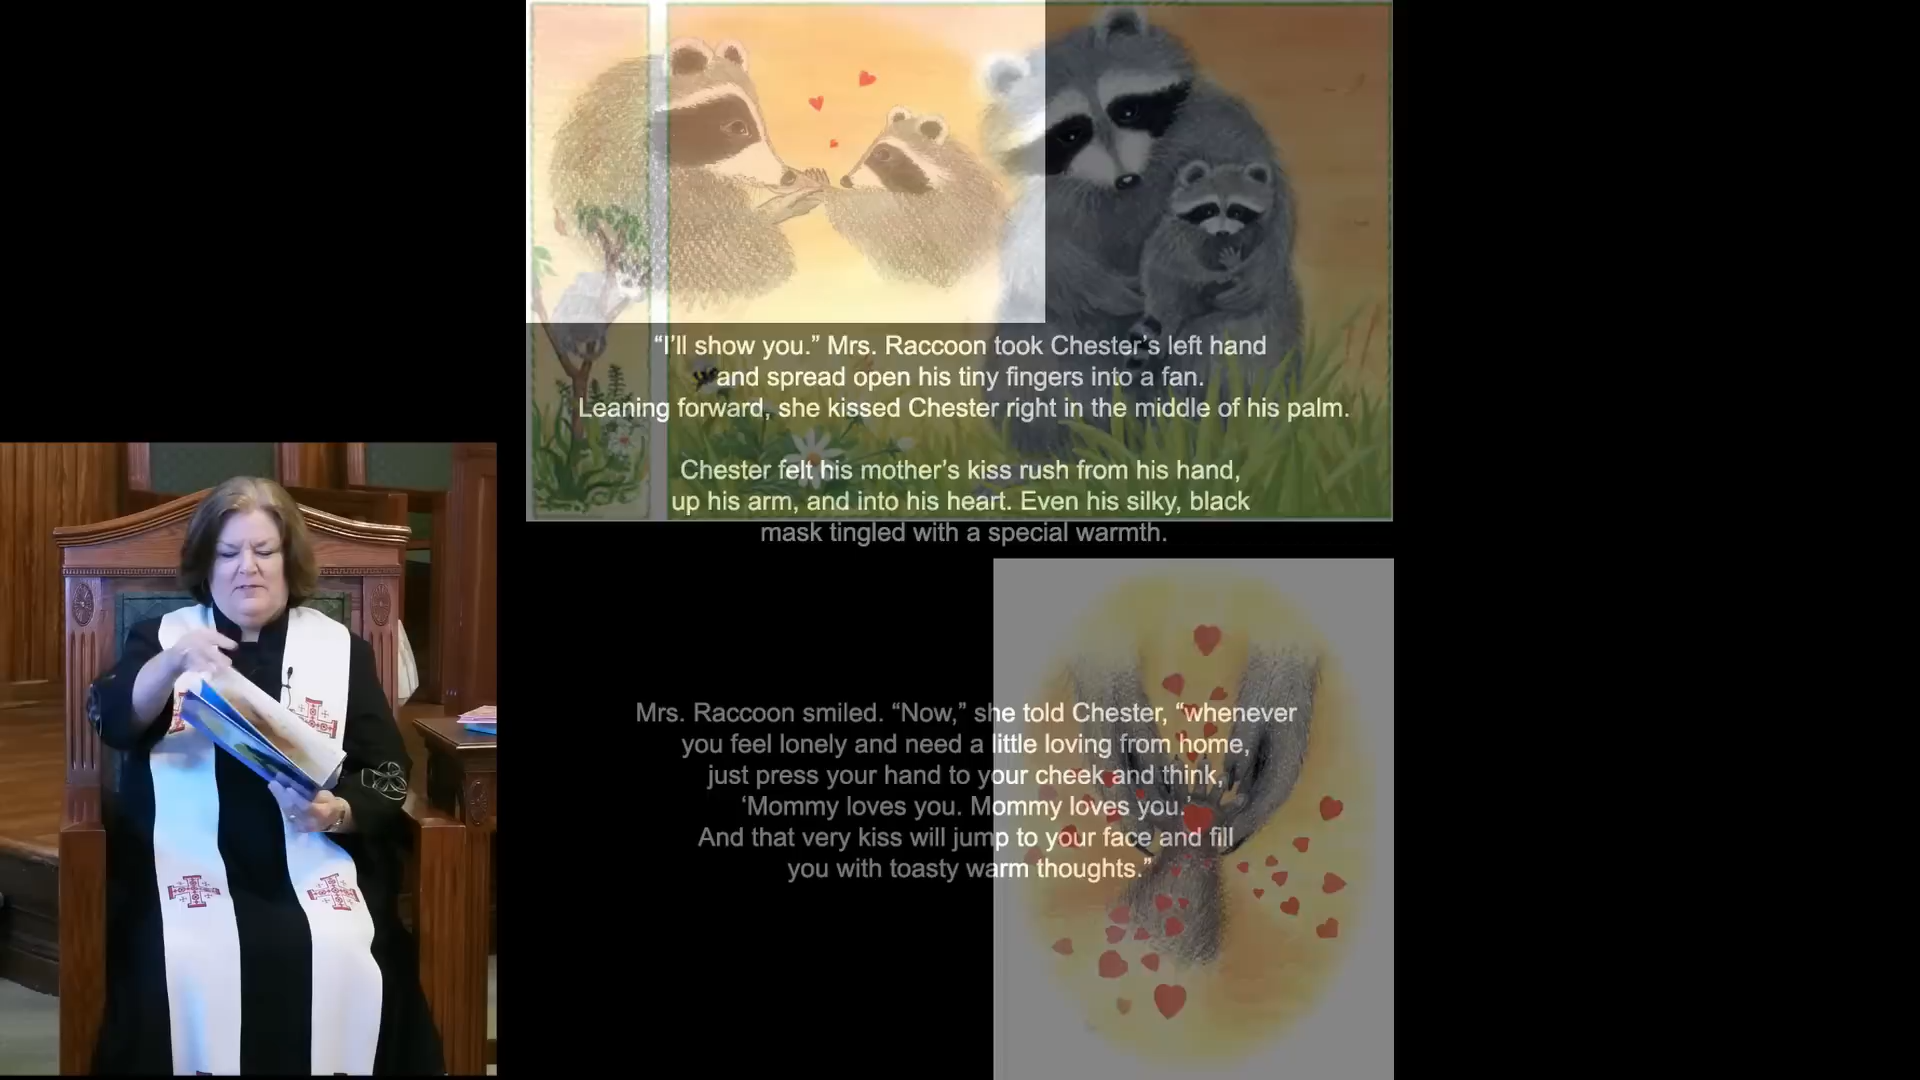 “I’ll show you.” Mrs. Raccoon took Chester’s left hand
and spread open his tiny fingers into a fan.
Leaning forward, she kissed Chester right in the middle of his palm.
Chester felt his mother’s kiss rush from his hand,
up his arm, and into his heart. Even his silky, black
mask tingled with a special warmth.
Mrs. Raccoon smiled. “Now,” she told Chester, “whenever
you feel lonely and need a little loving from home,
just press your hand to your cheek and think,
‘Mommy loves you. Mommy loves you.’
And that very kiss will jump to your face and fill
you with toasty warm thoughts.”